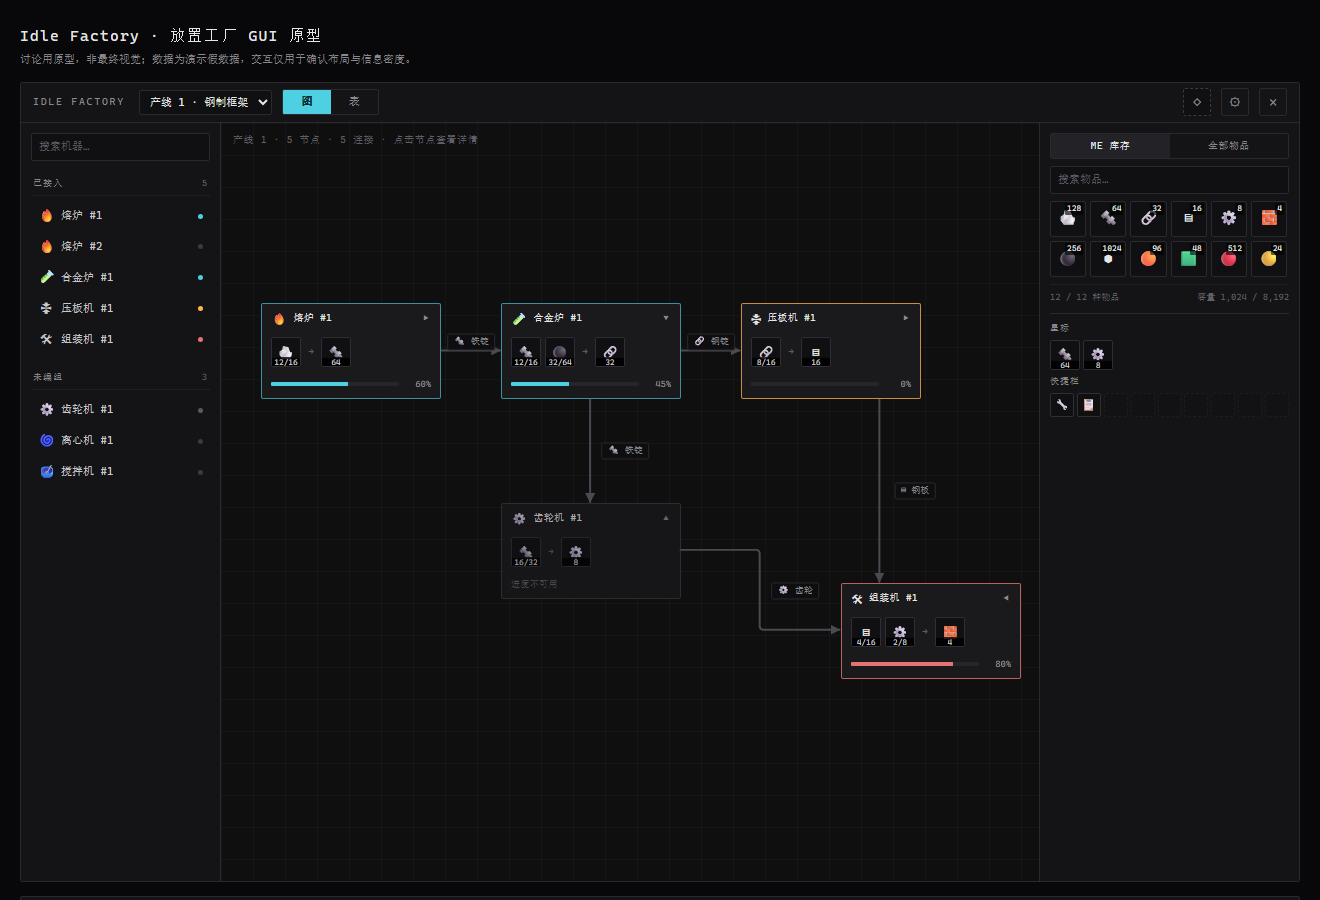 Idle Factory · 放置工厂 GUI 原型
讨论用原型，非最终视觉；数据为演示假数据，交互仅用于确认布局与信息密度。
IDLE FACTORY
产线 1 · 钢制框架
图
表
搜索机器…
已接入 5
熔炉 #1
熔炉 #2
合金炉 #1
压板机 #1
组装机 #1
未编组 3
齿轮机 #1
离心机 #1
搅拌机 #1
产线 1 · 5 节点 · 5 连接 · 点击节点查看详情
熔炉 #1
12/16
64
60%
铁锭
合金炉 #1
12/16
32/64
32
45%
钢锭
压板机 #1
8/16
16
0%
铁锭
钢板
齿轮机 #1
16/32
8
进度不可用
齿轮
组装机 #1
4/16
2/8
4
80%
ME 库存
全部物品
搜索物品…
128 64 32 16 8 4
256 1024 96 48 512 24
12 / 12 种物品
容量 1,024 / 8,192
星标
64 8
快捷栏